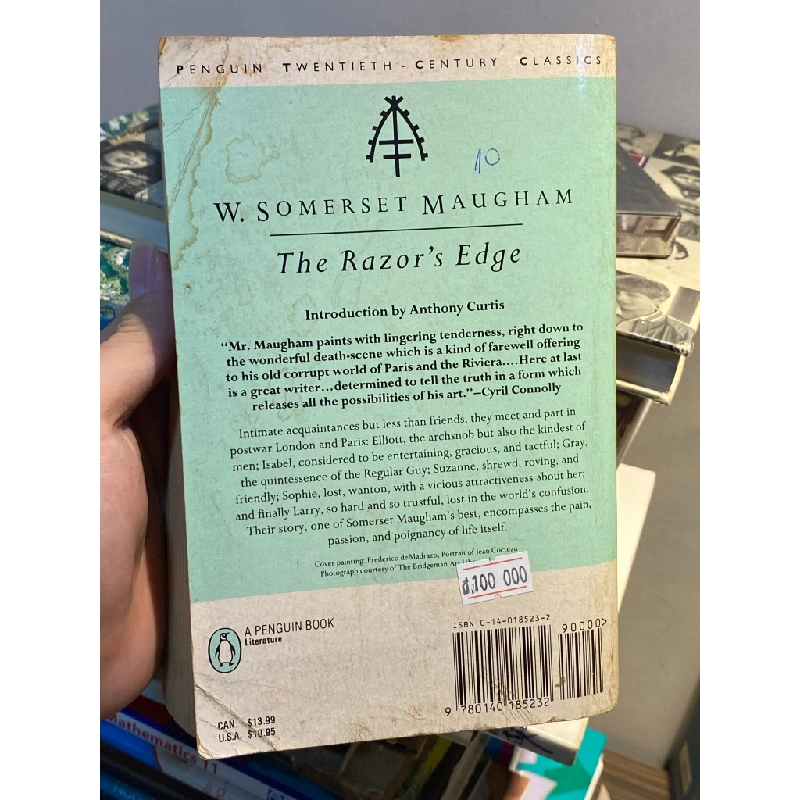 PENGUIN TWENTIETH-CENTURY CLASSICS
10
W. SOMERSET MAUGHAM
The Razor's Edge
Introduction by Anthony Curtis
"Mr. Maugham paints with lingering tenderness, right down to
the wonderful death-scene which is a kind of farewell offering
to his old corrupt world of Paris and the Riviera....Here at last
is a great writer...determined to tell the truth in a form which
releases all the possibilities of his art."—Cyril Connolly
Intimate acquaintances but less than friends, they meet and part in
postwar London and Paris: Elliott, the archsnob but also the kindest of
men; Isabel, considered to be entertaining, gracious, and tactful; Gray,
the quintessence of the Regular Guy; Suzanne, shrewd, roving, and
friendly; Sophie, lost, wanton, with a vicious attractiveness about her;
and finally Larry, so hard and so trustful, lost in the world's confusion.
Their story, one of Somerset Maugham's best, encompasses the pain,
passion, and poignancy of life itself.
Cover painting: Frederico deMadrazo, Portrait of Jean Cocteau
Photograph courtesy of The Bridgeman Art
₫100 000
A PENGUIN BOOK
Literature
ISBN 0-14-018523-2
90000>
9 780140 185232
CAN. $13.99
U.S.A. $10.95
Mathematics 11